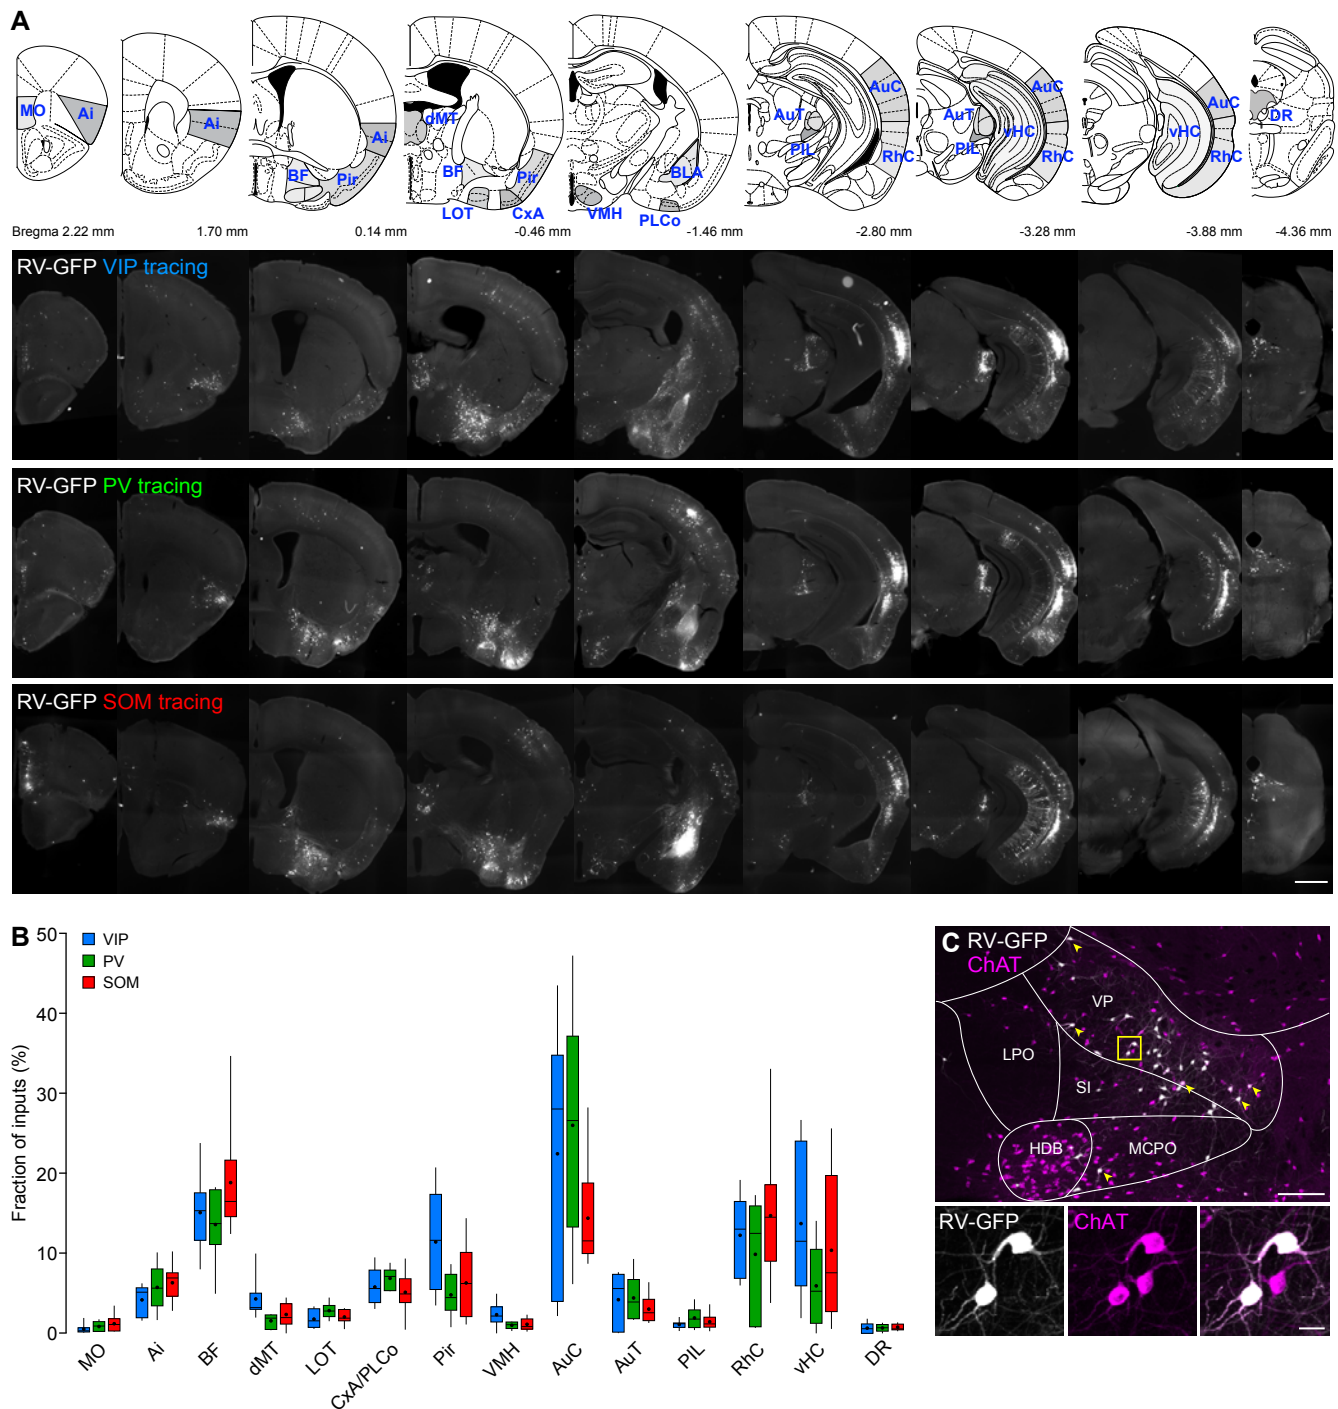 A
MO
Ai
Ai
BF
Ai
Pir
dMT
BF
Pir
LOT
CxA
BLA
VMH
PLCo
AuC
AuT
PIL
RhC
AuC
AuT
vHC
PIL
RhC
AuC
vHC
RhC
DR
Bregma 2.22 mm
1.70 mm
0.14 mm
-0.46 mm
-1.46 mm
-2.80 mm
-3.28 mm
-3.88 mm
-4.36 mm
RV-GFP VIP tracing
RV-GFP PV tracing
RV-GFP SOM tracing
B
Fraction of inputs (%)
50
40
30
20
10
0
VIP
PV
SOM
MO
Ai
BF
dMT
LOT
CxA/PLCo
Pir
VMH
AuC
AuT
PIL
RhC
vHC
DR
C RV-GFP
ChAT
VP
LPO
SI
HDB
MCPO
RV-GFP
ChAT